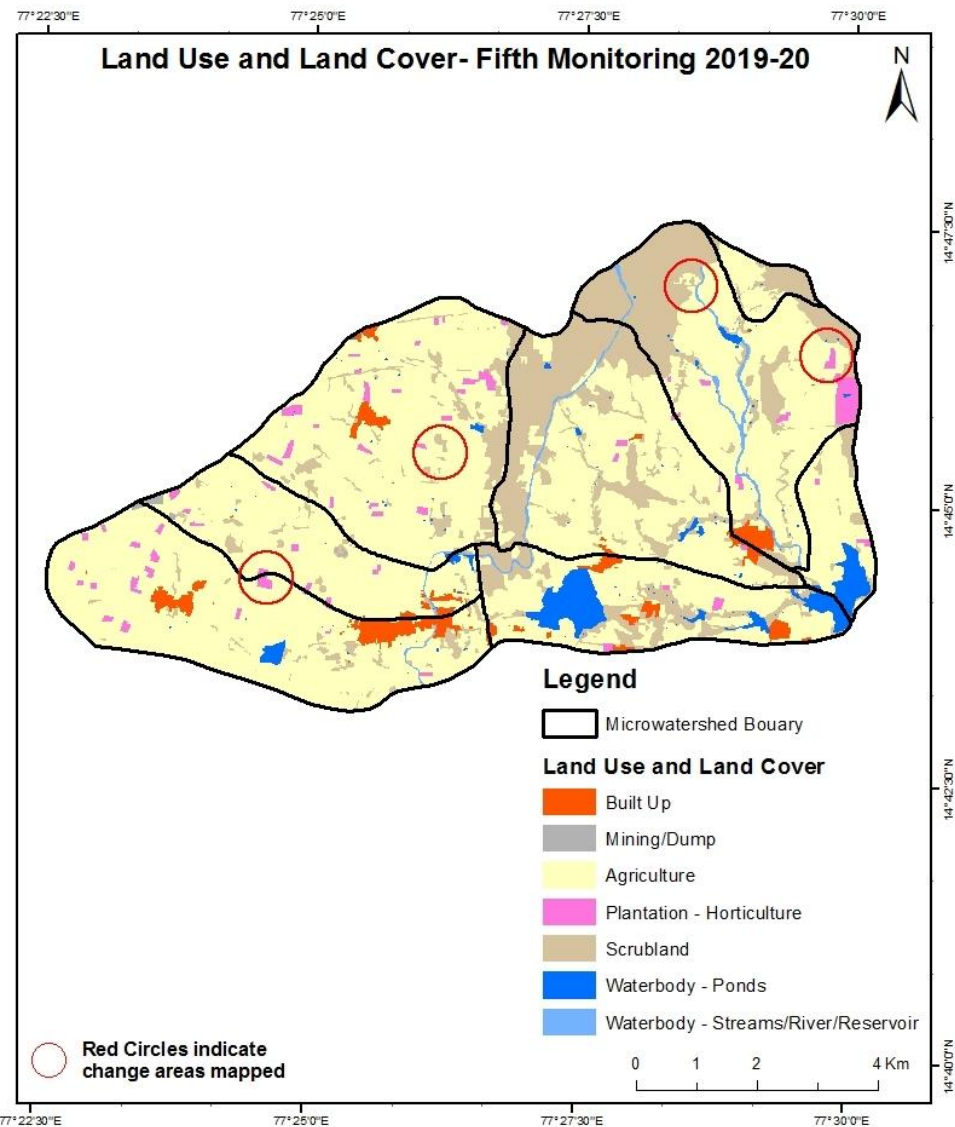 77°22'30"E 77°25'0"E 77°27'30"E 77°30'0"E
Land Use and Land Cover- Fifth Monitoring 2019-20
N
14°47'30"N
14°45'0"N
Legend
Microwatershed Bouary
Land Use and Land Cover
14°42'30"N
Built Up
Mining/Dump
Agriculture
Plantation - Horticulture
Scrubland
Waterbody - Ponds
Waterbody - Streams/River/Reservoir
Red Circles indicate
change areas mapped
0 1 2 4 Km
14°40'0"N
77°22'30"E 77°25'0"E 77°27'30"E 77°30'0"E